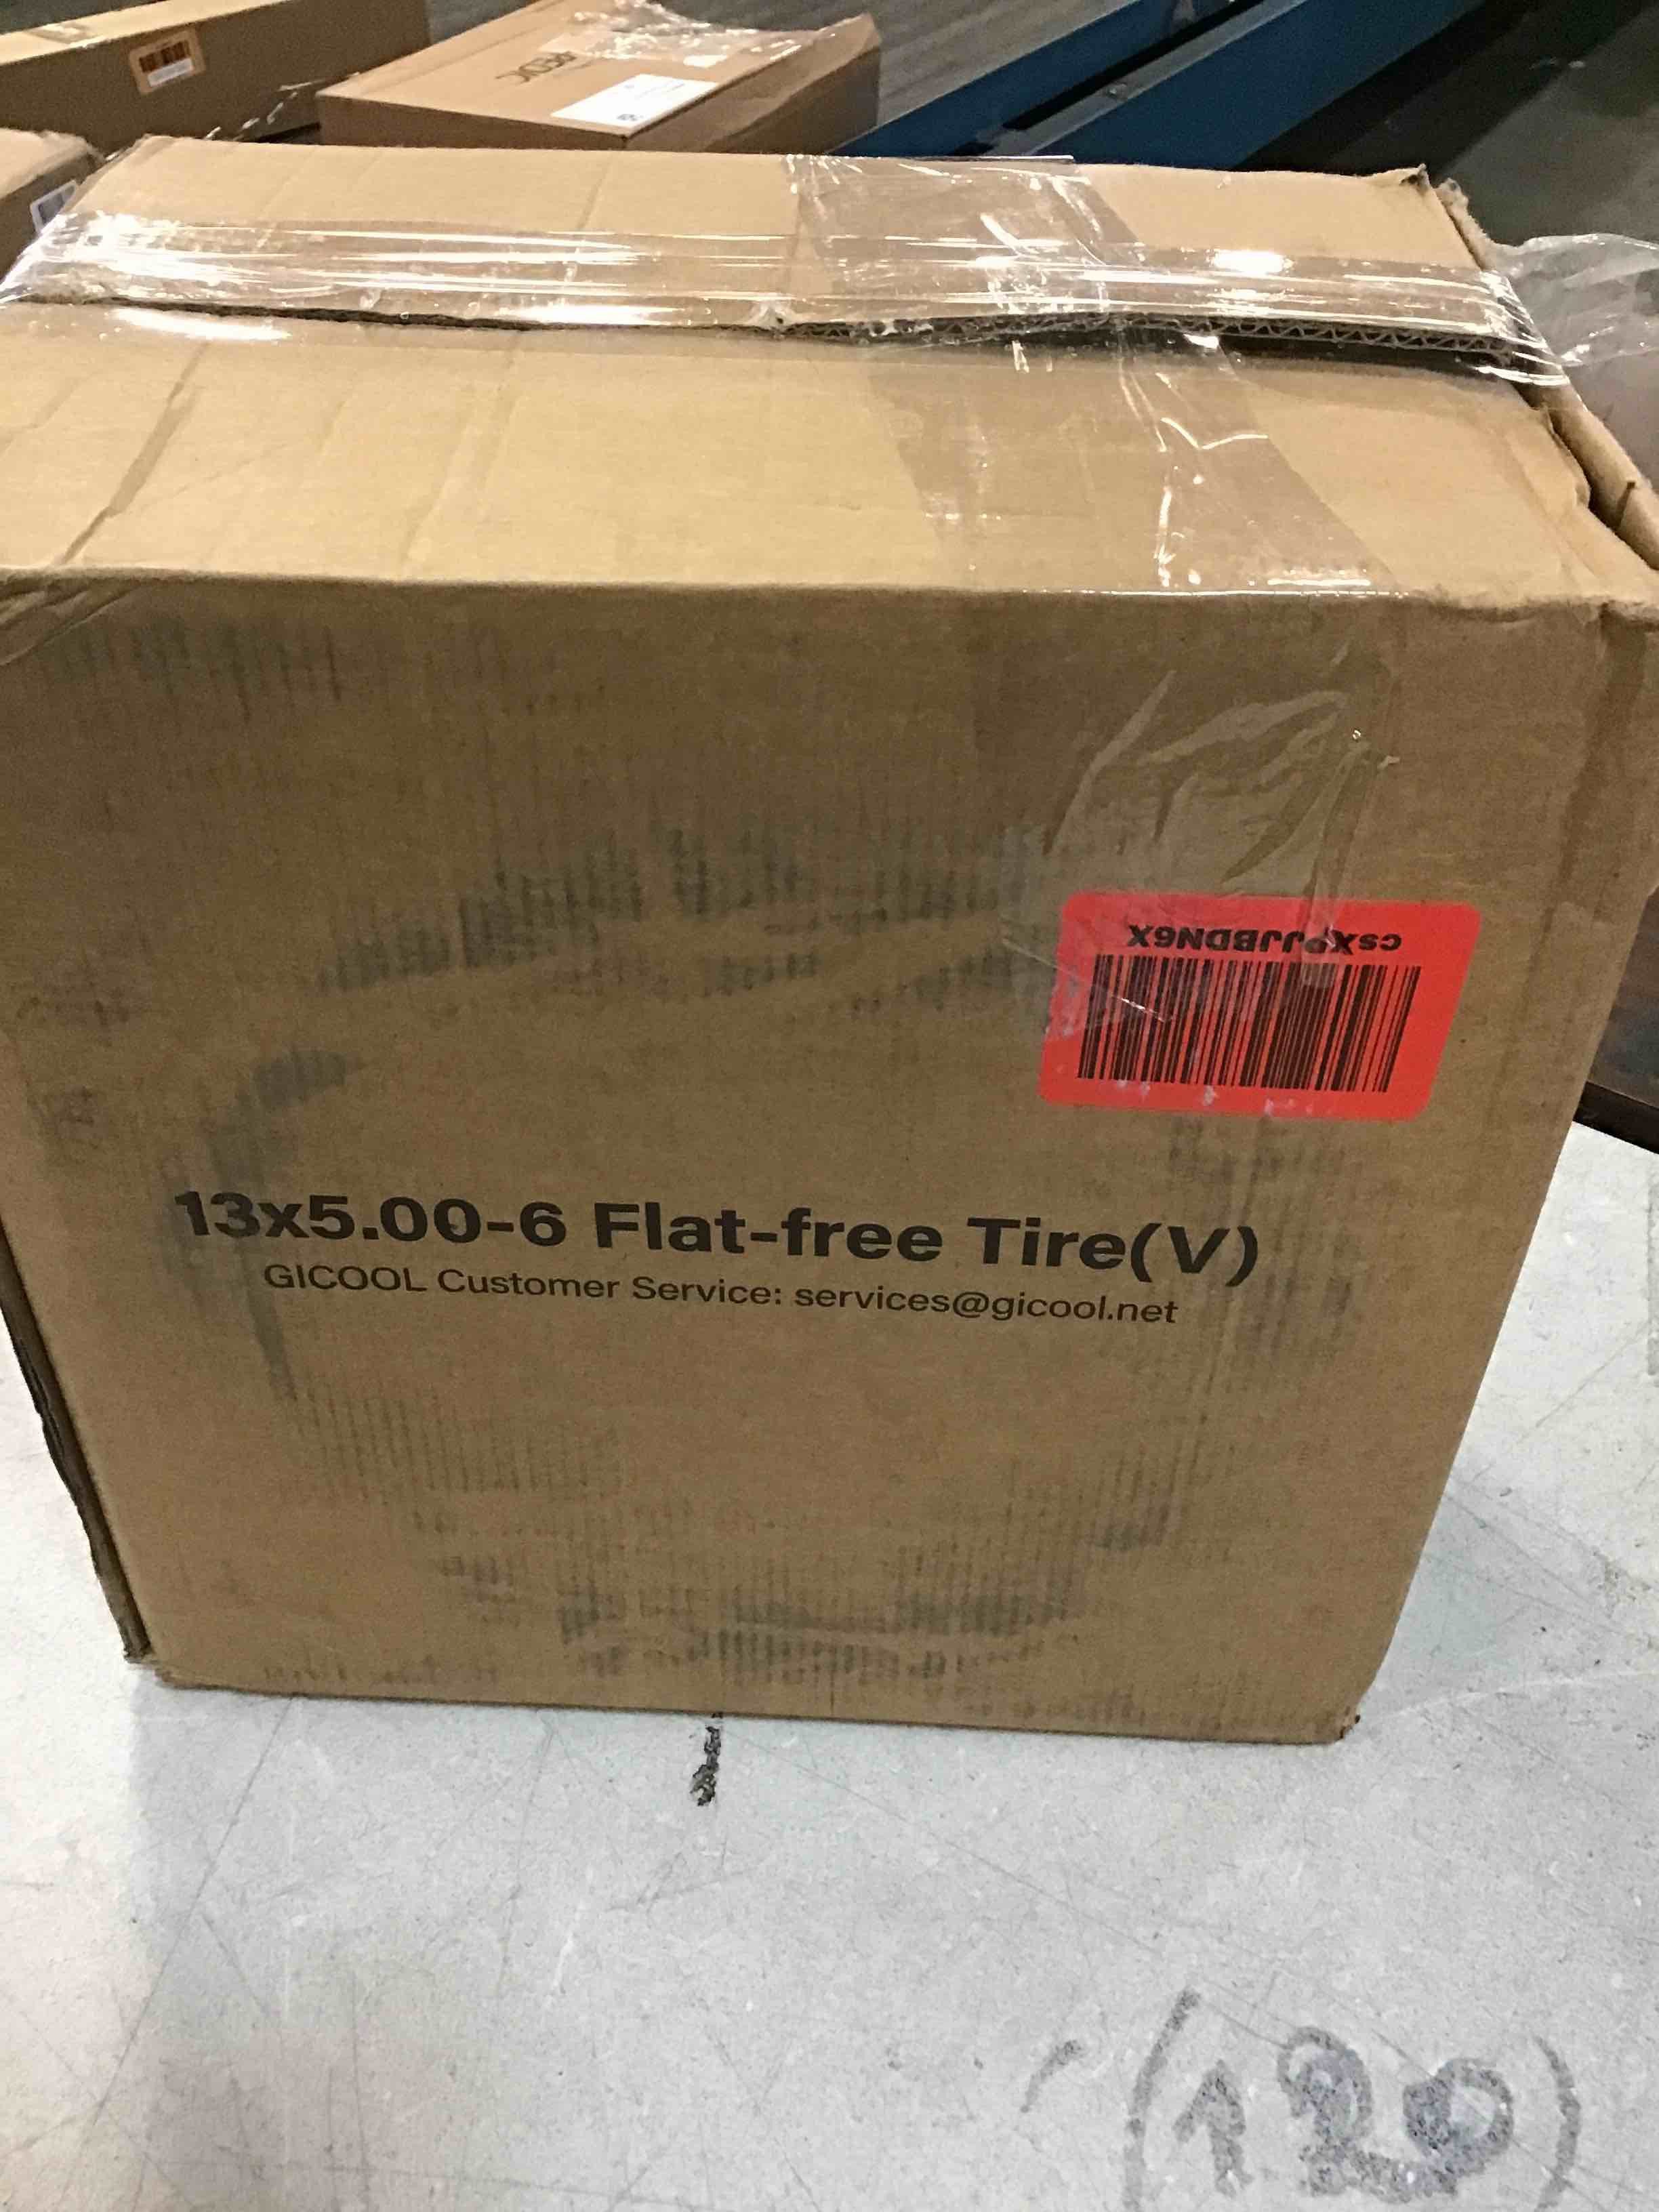 csXPJJBDN6X
13x5.00-6 Flat-free Tire(V)
GICOOL Customer Service: services@gicool.net
(120)